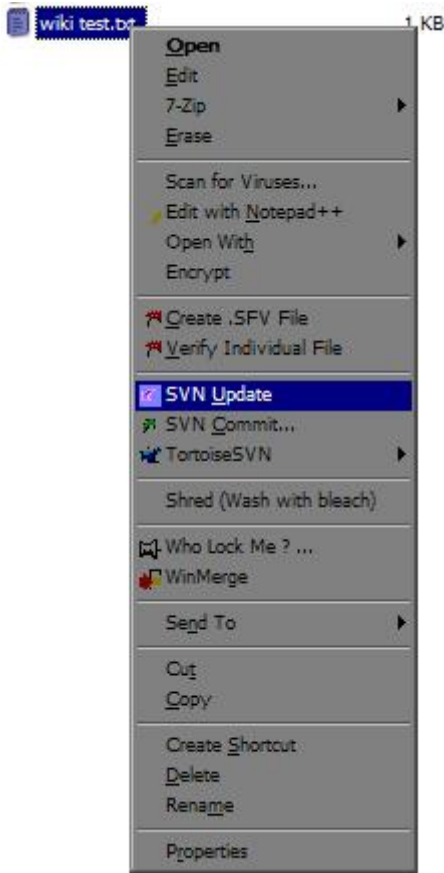 wiki test.txt 1 KB
Open
Edit
7-Zip
Erase
Scan for Viruses...
Edit with Notepad++
Open With
Encrypt
Create .SFV File
Verify Individual File
SVN Update
SVN Commit...
TortoiseSVN
Shred (Wash with bleach)
Who Lock Me ? ...
WinMerge
Send To
Cut
Copy
Create Shortcut
Delete
Rename
Properties